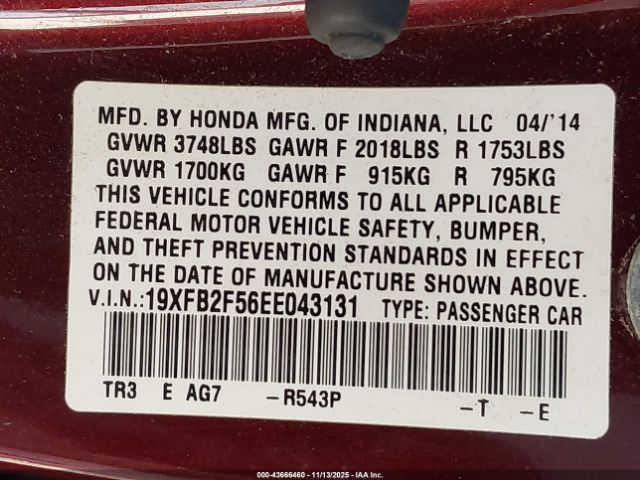 MFD. BY HONDA MFG. OF INDIANA, LLC 04/'14
GVWR 3748LBS GAWR F 2018LBS R 1753LBS
GVWR 1700KG GAWR F 915KG R 795KG
THIS VEHICLE CONFORMS TO ALL APPLICABLE
FEDERAL MOTOR VEHICLE SAFETY, BUMPER,
AND THEFT PREVENTION STANDARDS IN EFFECT
ON THE DATE OF MANUFACTURE SHOWN ABOVE.
V.I.N.:19XFB2F56EE043131 TYPE: PASSENGER CAR
TR3 E AG7 -R543P -T -E
000-43666460 - 11/13/2025 - IAAI.COM